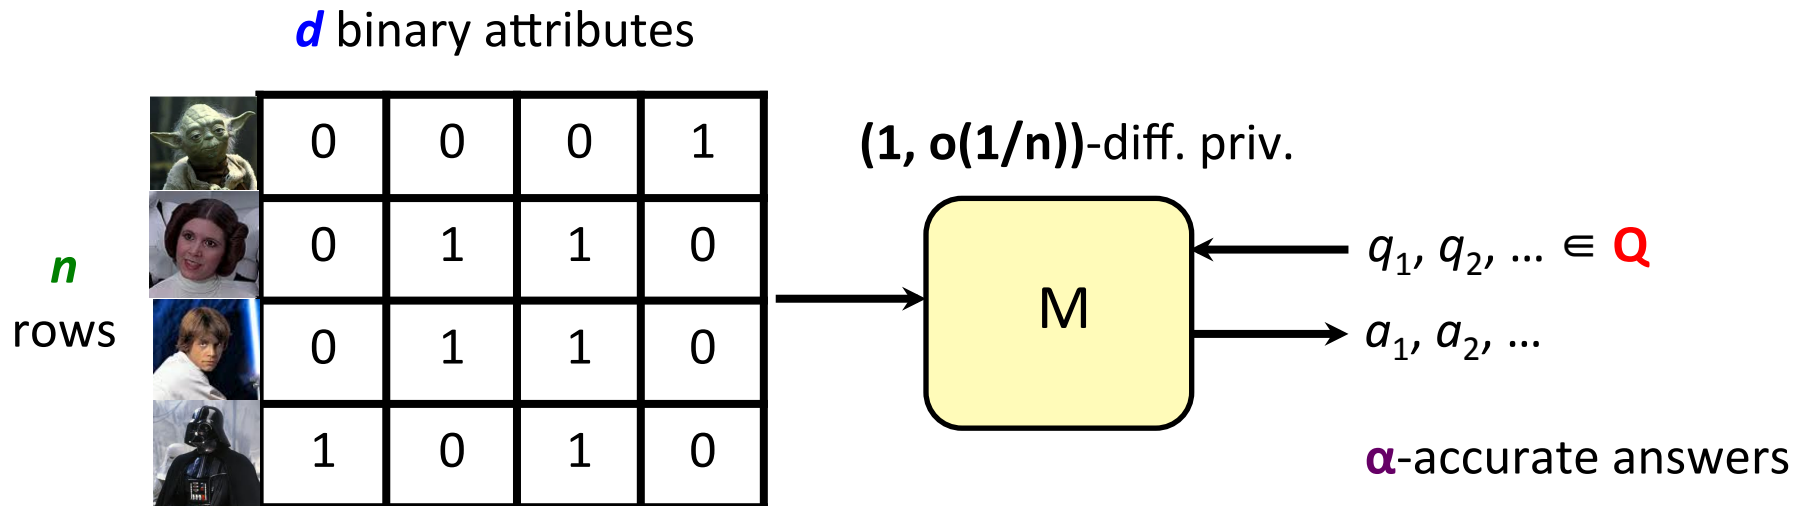 d binary attributes
0 0 0 1
0 1 1 0
0 1 1 0
1 0 1 0
n
rows
(1, o(1/n))-diff. priv.
M
q1, q2, ... ∈ Q
a1, a2, ...
α-accurate answers